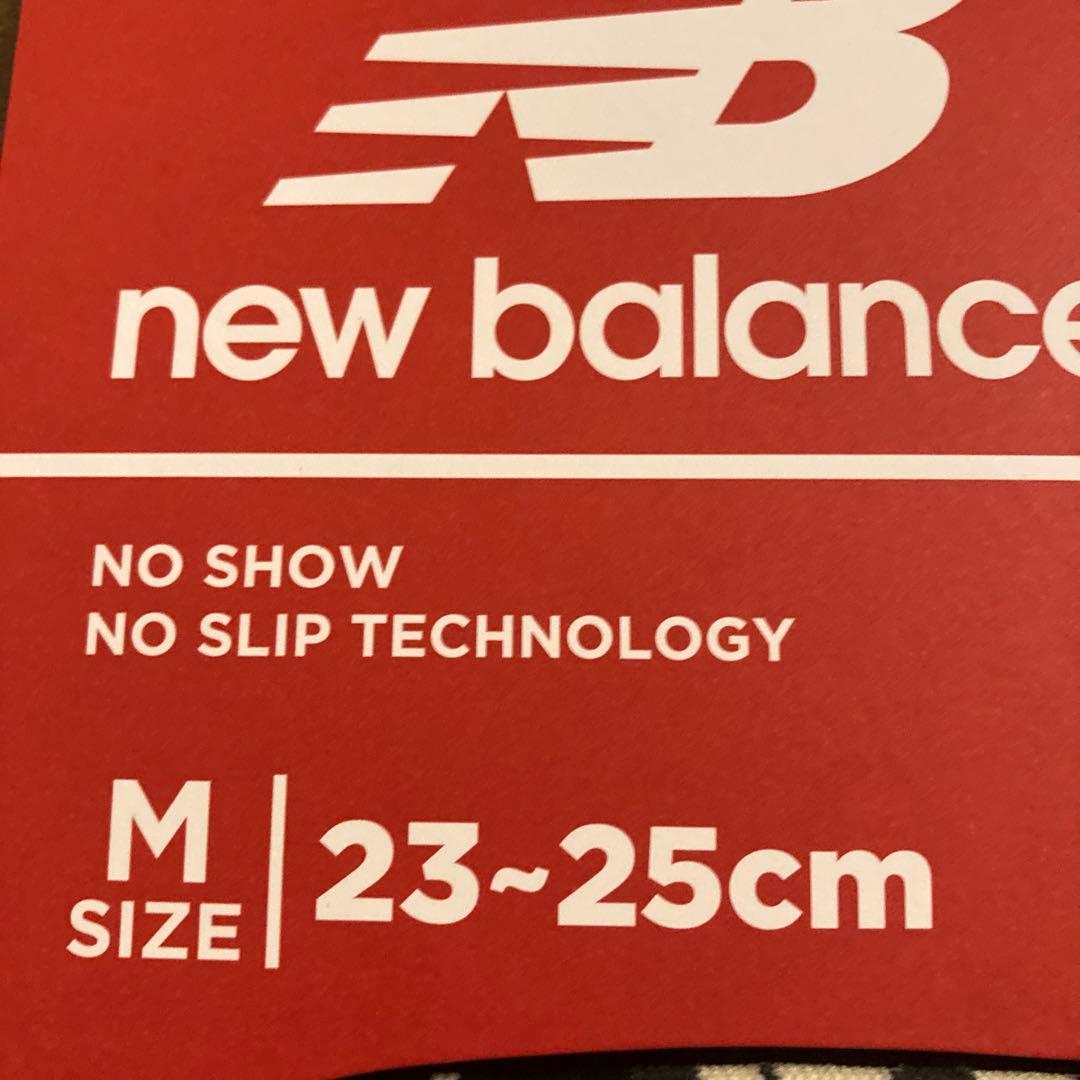 new balance
NO SHOW
NO SLIP TECHNOLOGY
M
SIZE
23~25cm